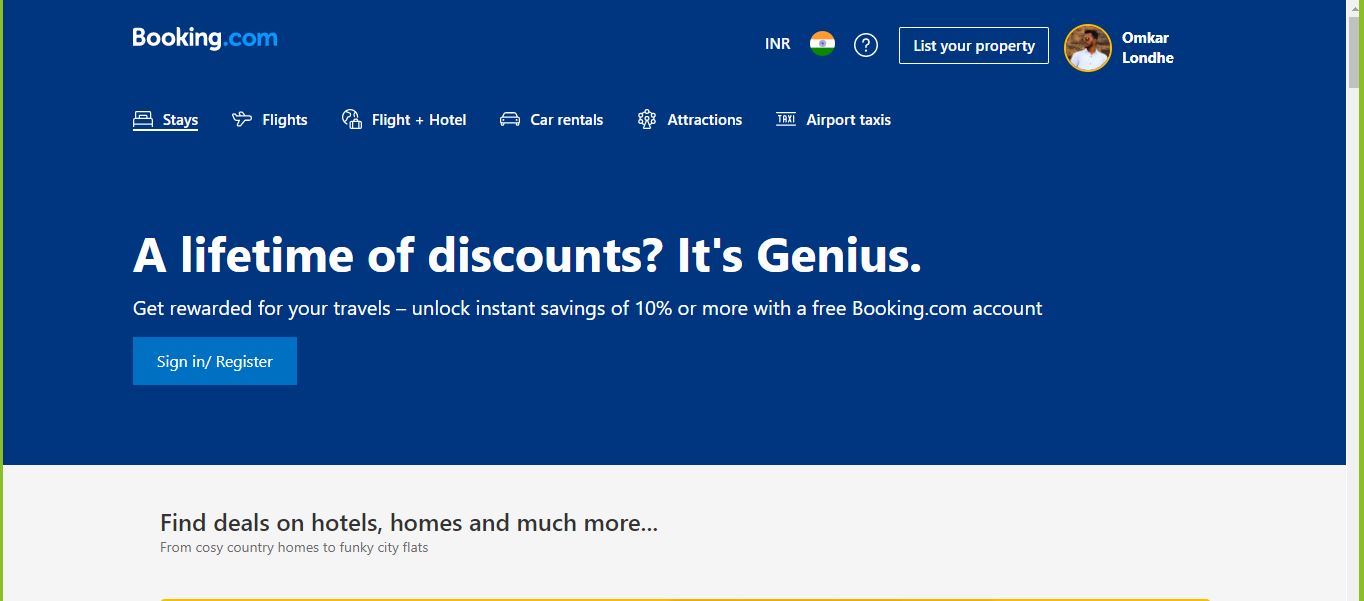 Booking.com
INR
List your property
Omkar
Londhe
Stays
Flights
Flight + Hotel
Car rentals
Attractions
TAXI Airport taxis
A lifetime of discounts? It's Genius.
Get rewarded for your travels – unlock instant savings of 10% or more with a free Booking.com account
Sign in/ Register
Find deals on hotels, homes and much more...
From cosy country homes to funky city flats